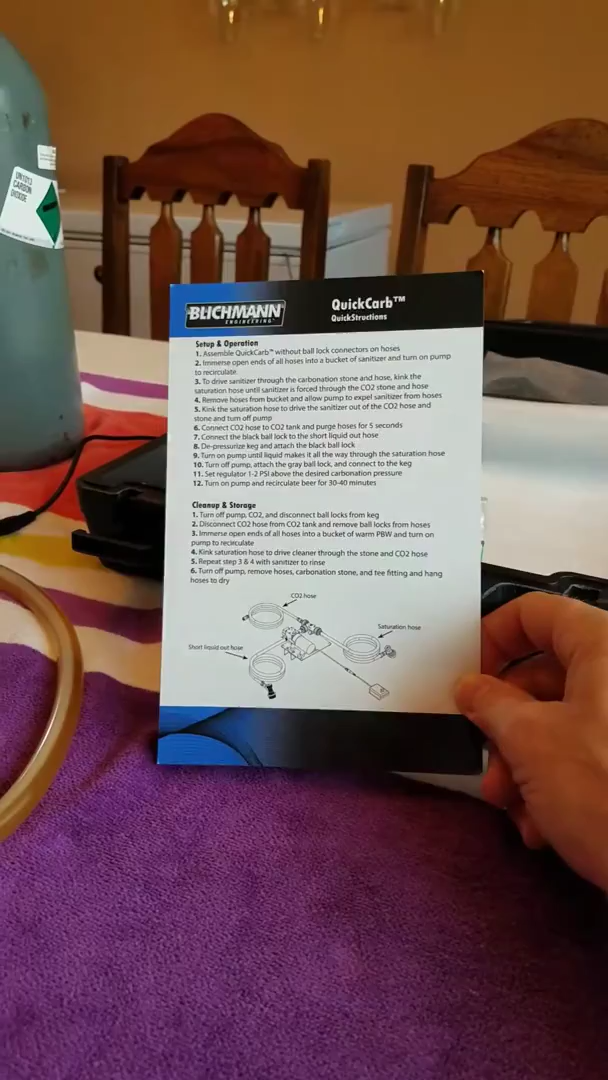 UN1013
CARBON
DIOXIDE
BLICHMANN
ENGINEERING
QuickCarb™
QuickStructions
Setup & Operation
1. Assemble QuickCarb™ without ball lock connectors on hoses
2. Immerse open ends of all hoses into a bucket of sanitizer and turn on pump
to recirculate.
3. To drive sanitizer through the carbonation stone and hose, kink the
saturation hose until sanitizer is forced through the CO2 stone and hose
4. Remove hoses from bucket and allow pump to expel sanitizer from hoses
5. Kink the saturation hose to drive the sanitizer out of the CO2 hose and
stone and turn off pump
6. Connect CO2 hose to CO2 tank and purge hoses for 5 seconds
7. Connect the black ball lock to the short liquid out hose
8. De-pressurize keg and attach the black ball lock
9. Turn on pump until liquid makes it all the way through the saturation hose
10. Turn off pump, attach the gray ball lock, and connect to the keg
11. Set regulator 1-2 PSI above the desired carbonation pressure
12. Turn on pump and recirculate beer for 30-40 minutes
Cleanup & Storage
1. Turn off pump, CO2, and disconnect ball locks from keg
2. Disconnect CO2 hose from CO2 tank and remove ball locks from hoses
3. Immerse open ends of all hoses into a bucket of warm PBW and turn on
pump to recirculate
4. Kink saturation hose to drive cleaner through the stone and CO2 hose
5. Repeat step 3 & 4 with sanitizer to rinse
6. Turn off pump, remove hoses, carbonation stone, and tee fitting and hang
hoses to dry
CO2 hose
Saturation hose
Short liquid out hose